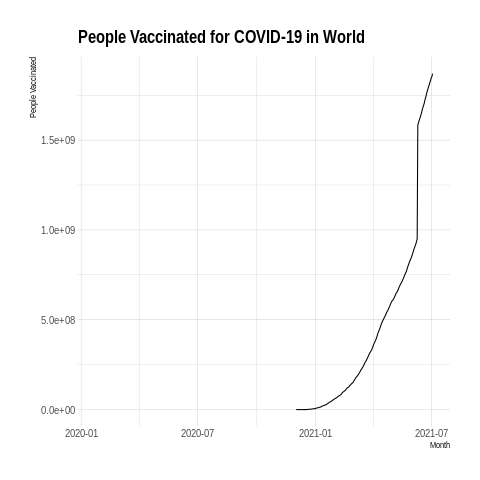 People Vaccinated for COVID-19 in World
People Vaccinated
1.5e+09
1.0e+09
5.0e+08
0.0e+00
2020-01 2020-07 2021-01 2021-07
Month